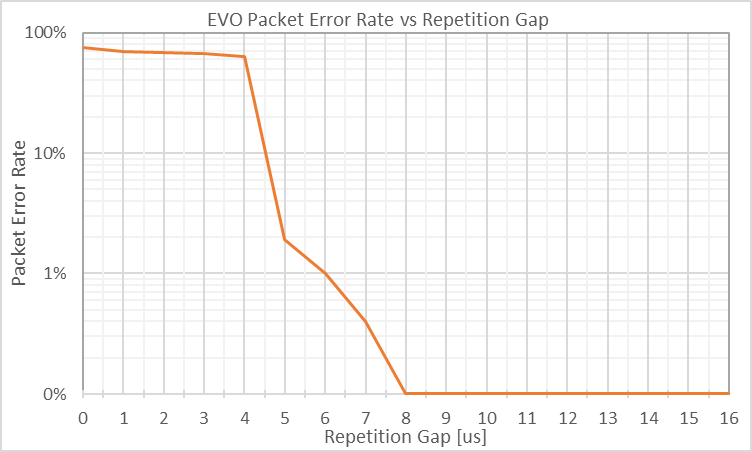 EVO Packet Error Rate vs Repetition Gap
100%
10%
1%
0%
Packet Error Rate
0 1 2 3 4 5 6 7 8 9 10 11 12 13 14 15 16
Repetition Gap [us]